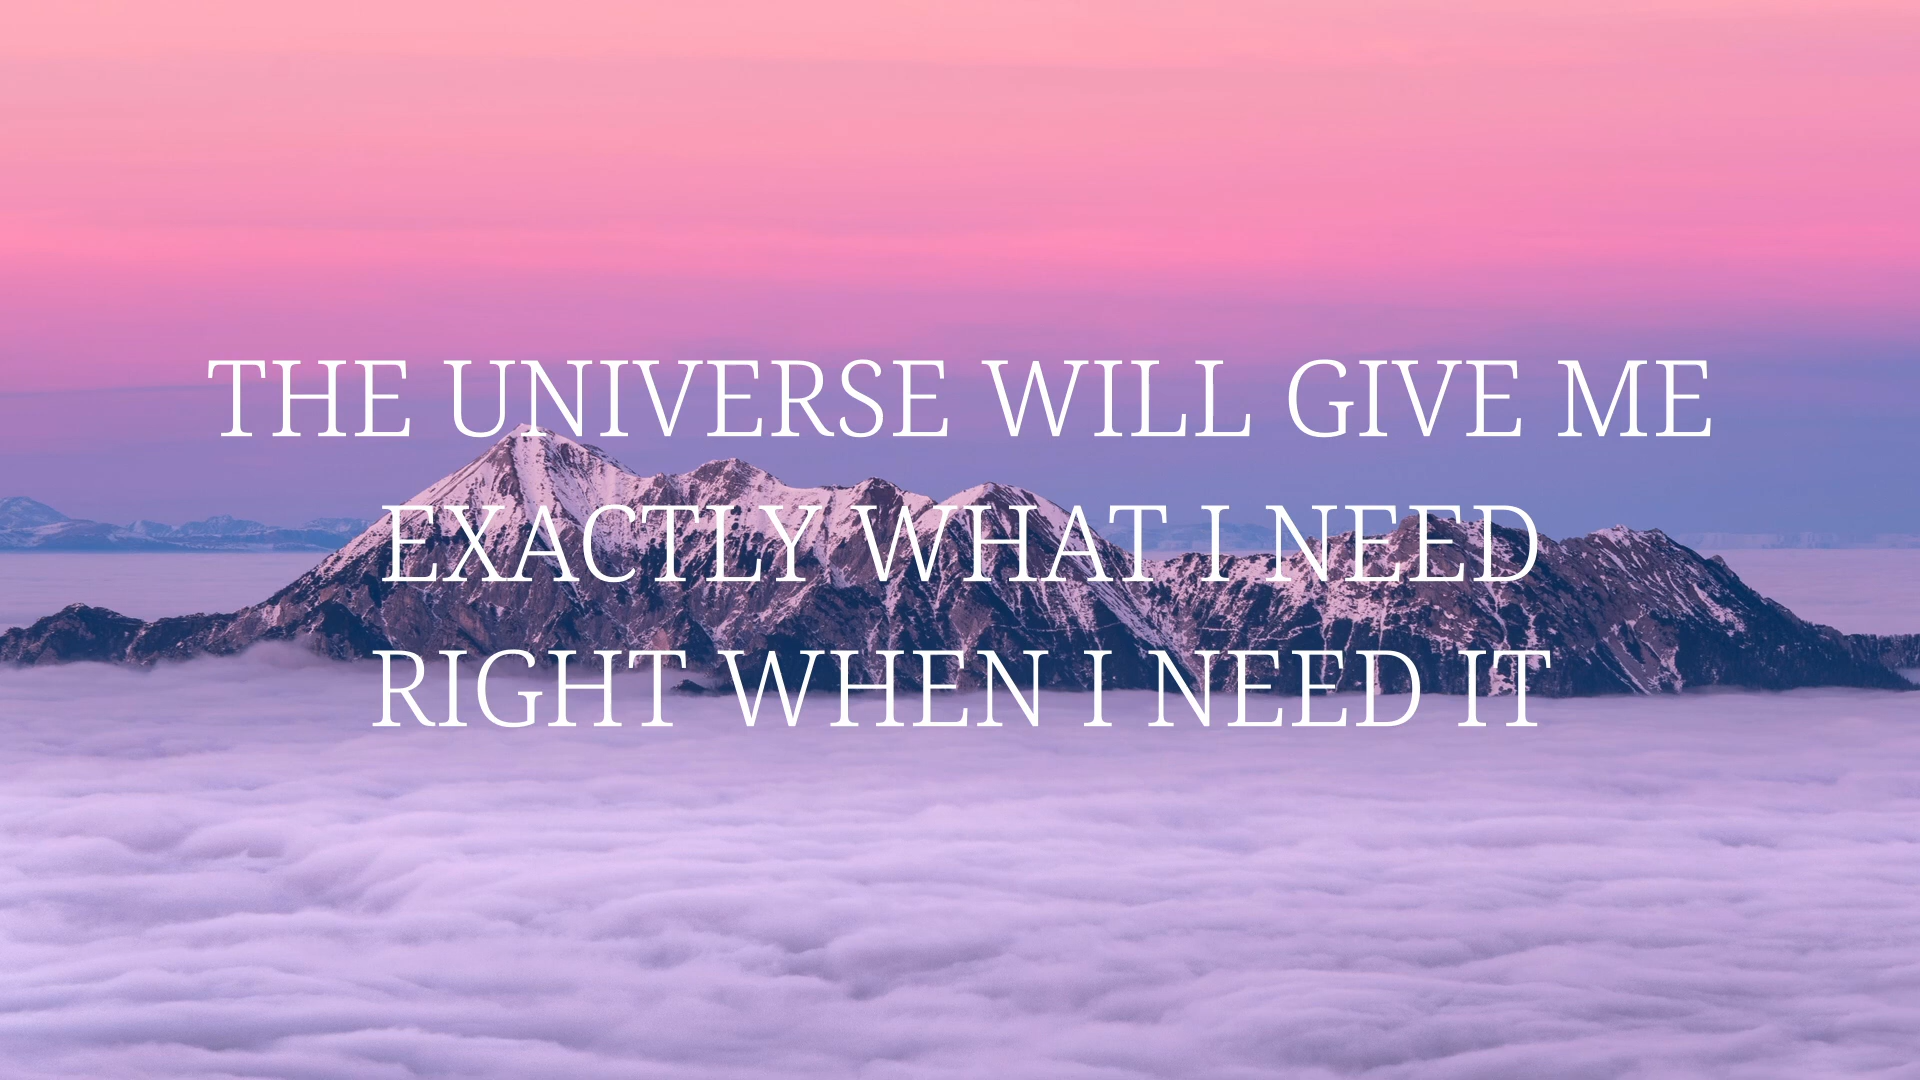 THE UNIVERSE WILL GIVE ME
EXACTLY WHAT I NEED
RIGHT WHEN I NEED IT